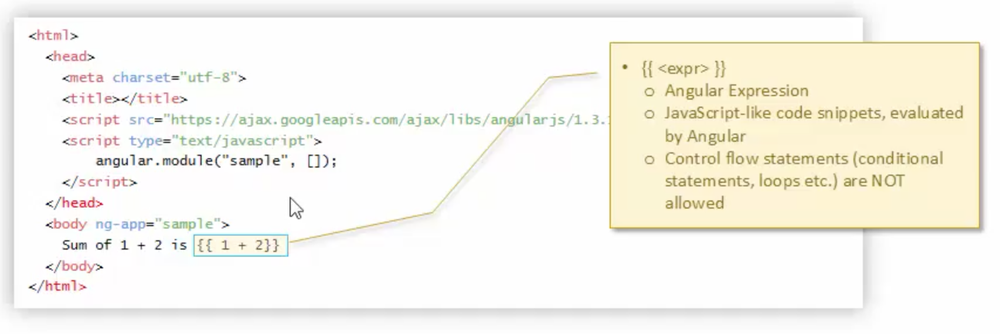 <html>
<head>
<meta charset="utf-8">
<title></title>
<script src="https://ajax.googleapis.com/ajax/libs/angularjs/1.3.
<script type="text/javascript">
angular.module("sample", []);
</script>
</head>
<body ng-app="sample">
Sum of 1 + 2 is {{ 1 + 2}}
</body>
</html>
• {{ <expr> }}
o Angular Expression
o JavaScript-like code snippets, evaluated
by Angular
o Control flow statements (conditional
statements, loops etc.) are NOT
allowed